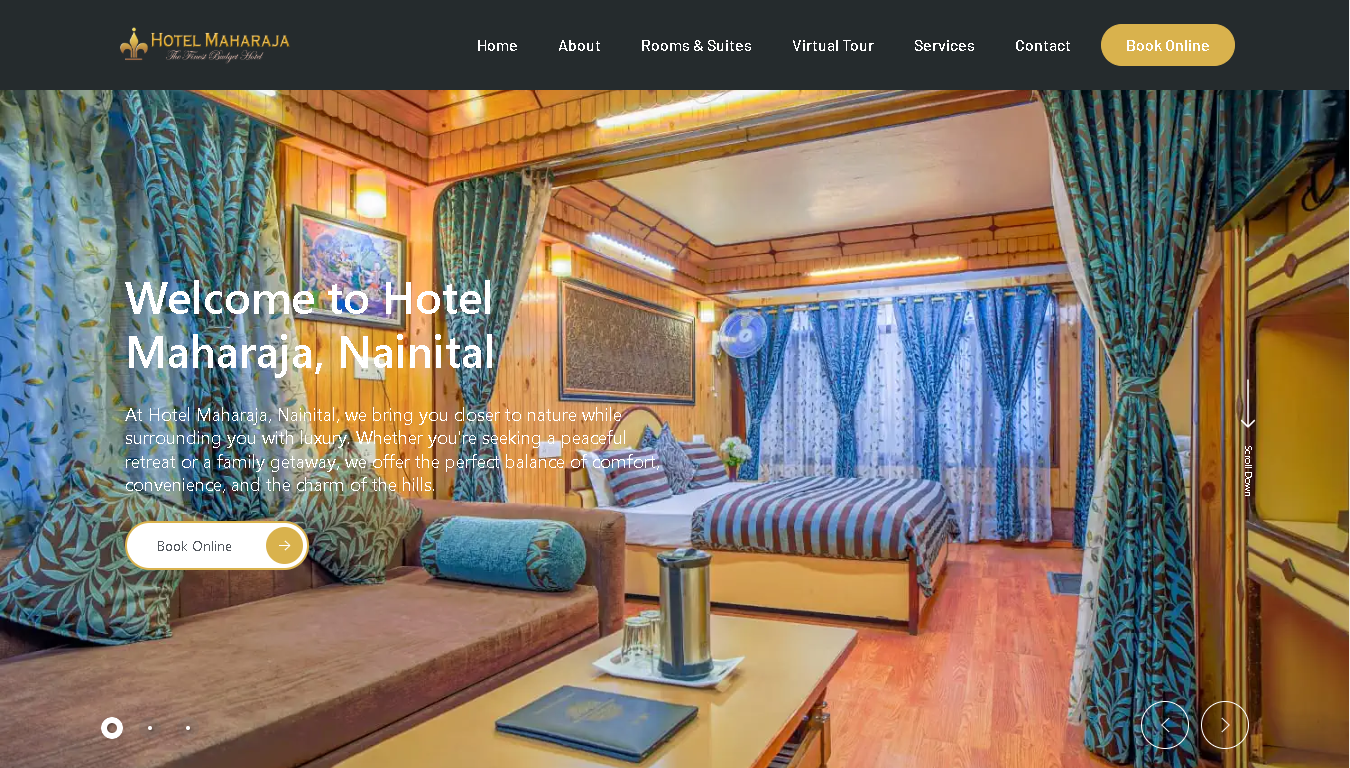 HOTEL MAHARAJA
The Finest Budget Hotel
Home
About
Rooms & Suites
Virtual Tour
Services
Contact
Book Online
Welcome to Hotel
Maharaja, Nainital
At Hotel Maharaja, Nainital, we bring you closer to nature while
surrounding you with luxury. Whether you're seeking a peaceful
retreat or a family getaway, we offer the perfect balance of comfort,
convenience, and the charm of the hills.
Book Online
Scroll Down